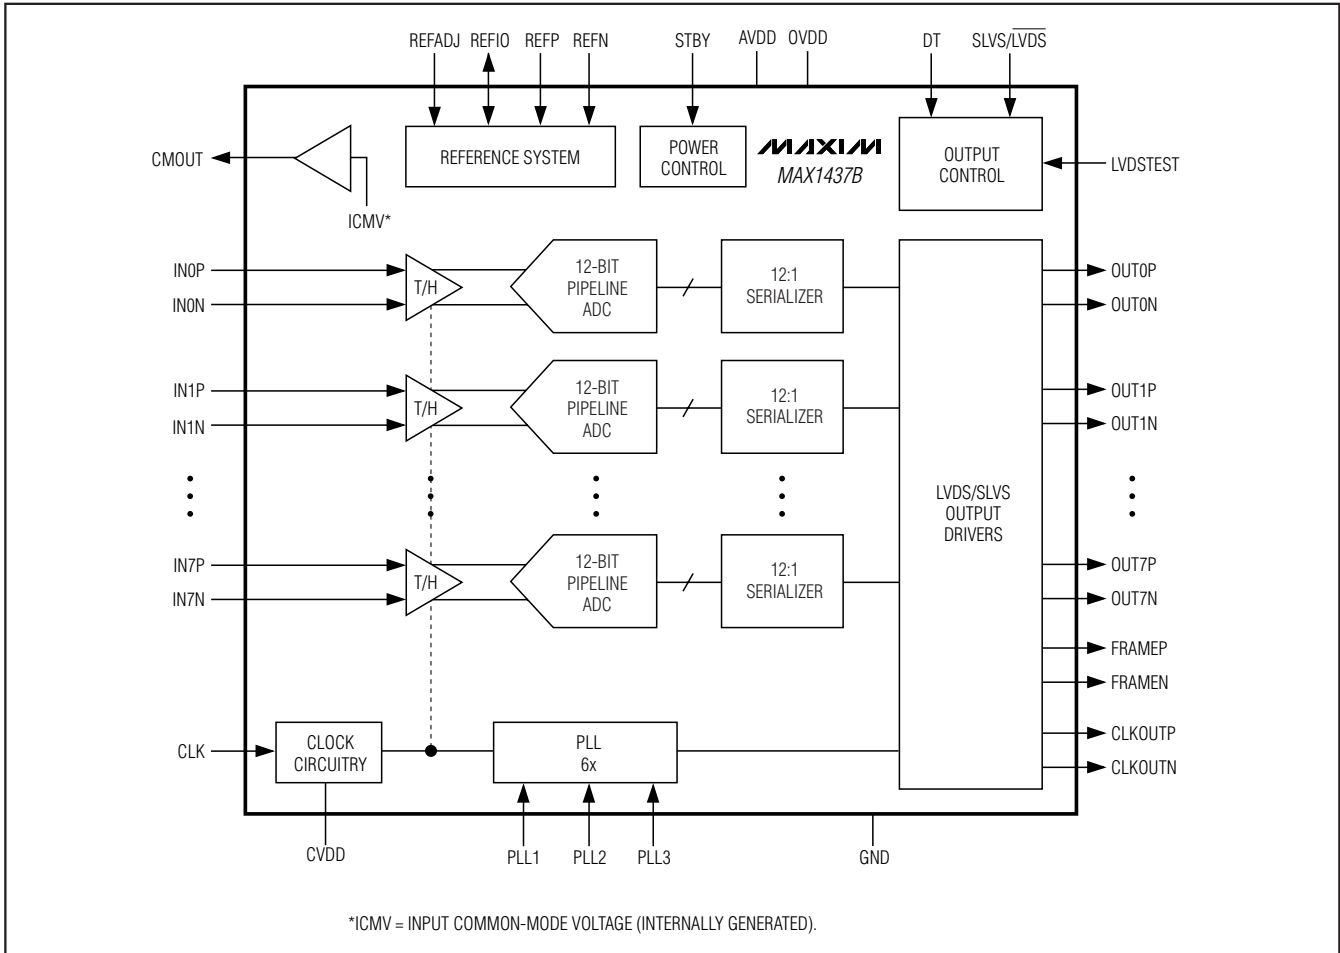 REFADJ REFIO REFP REFN STBY AVDD OVDD DT SLVS/LVDS
CMOUT
ICMV*
REFERENCE SYSTEM
POWER
CONTROL
MAXIM
MAX1437B
OUTPUT
CONTROL
LVDSTEST
IN0P
IN0N
T/H
12-BIT
PIPELINE
ADC
12:1
SERIALIZER
OUT0P
OUT0N
IN1P
IN1N
T/H
12-BIT
PIPELINE
ADC
12:1
SERIALIZER
OUT1P
OUT1N
LVDS/SLVS
OUTPUT
DRIVERS
IN7P
IN7N
T/H
12-BIT
PIPELINE
ADC
12:1
SERIALIZER
OUT7P
OUT7N
FRAMEP
FRAMEN
CLK
CLOCK
CIRCUITRY
PLL
6x
CLKOUTP
CLKOUTN
CVDD PLL1 PLL2 PLL3 GND
*ICMV = INPUT COMMON-MODE VOLTAGE (INTERNALLY GENERATED).